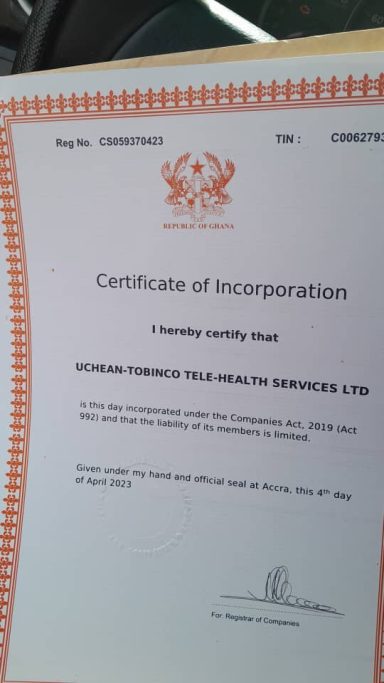 Reg No. CS059370423
TIN : C0062793
REPUBLIC OF GHANA
Certificate of Incorporation
I hereby certify that
UCHEAN-TOBINCO TELE-HEALTH SERVICES LTD
is this day incorporated under the Companies Act, 2019 (Act
992) and that the liability of its members is limited.
Given under my hand and official seal at Accra, this 4th day
of April 2023
For: Registrar of Companies